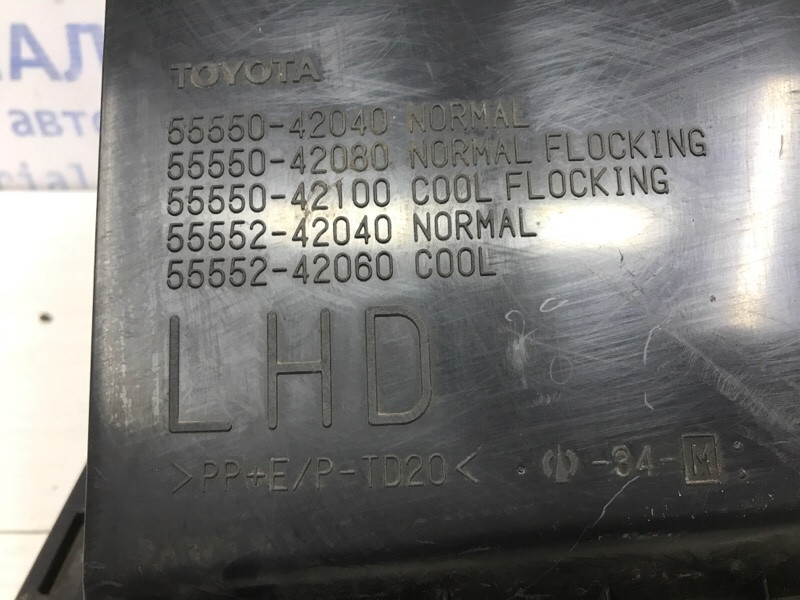 TOYOTA
55550-42040 NORMAL
55550-42080 NORMAL FLOCKING
55550-42100 COOL FLOCKING
55552-42040 NORMAL
55552-42060 COOL
LHD
>PP+E/P-TD20<
-34-M